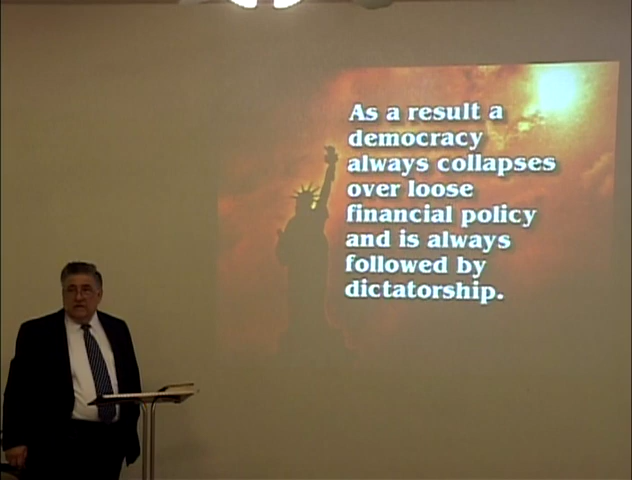 As a result a
democracy
always collapses
over loose
financial policy
and is always
followed by
dictatorship.